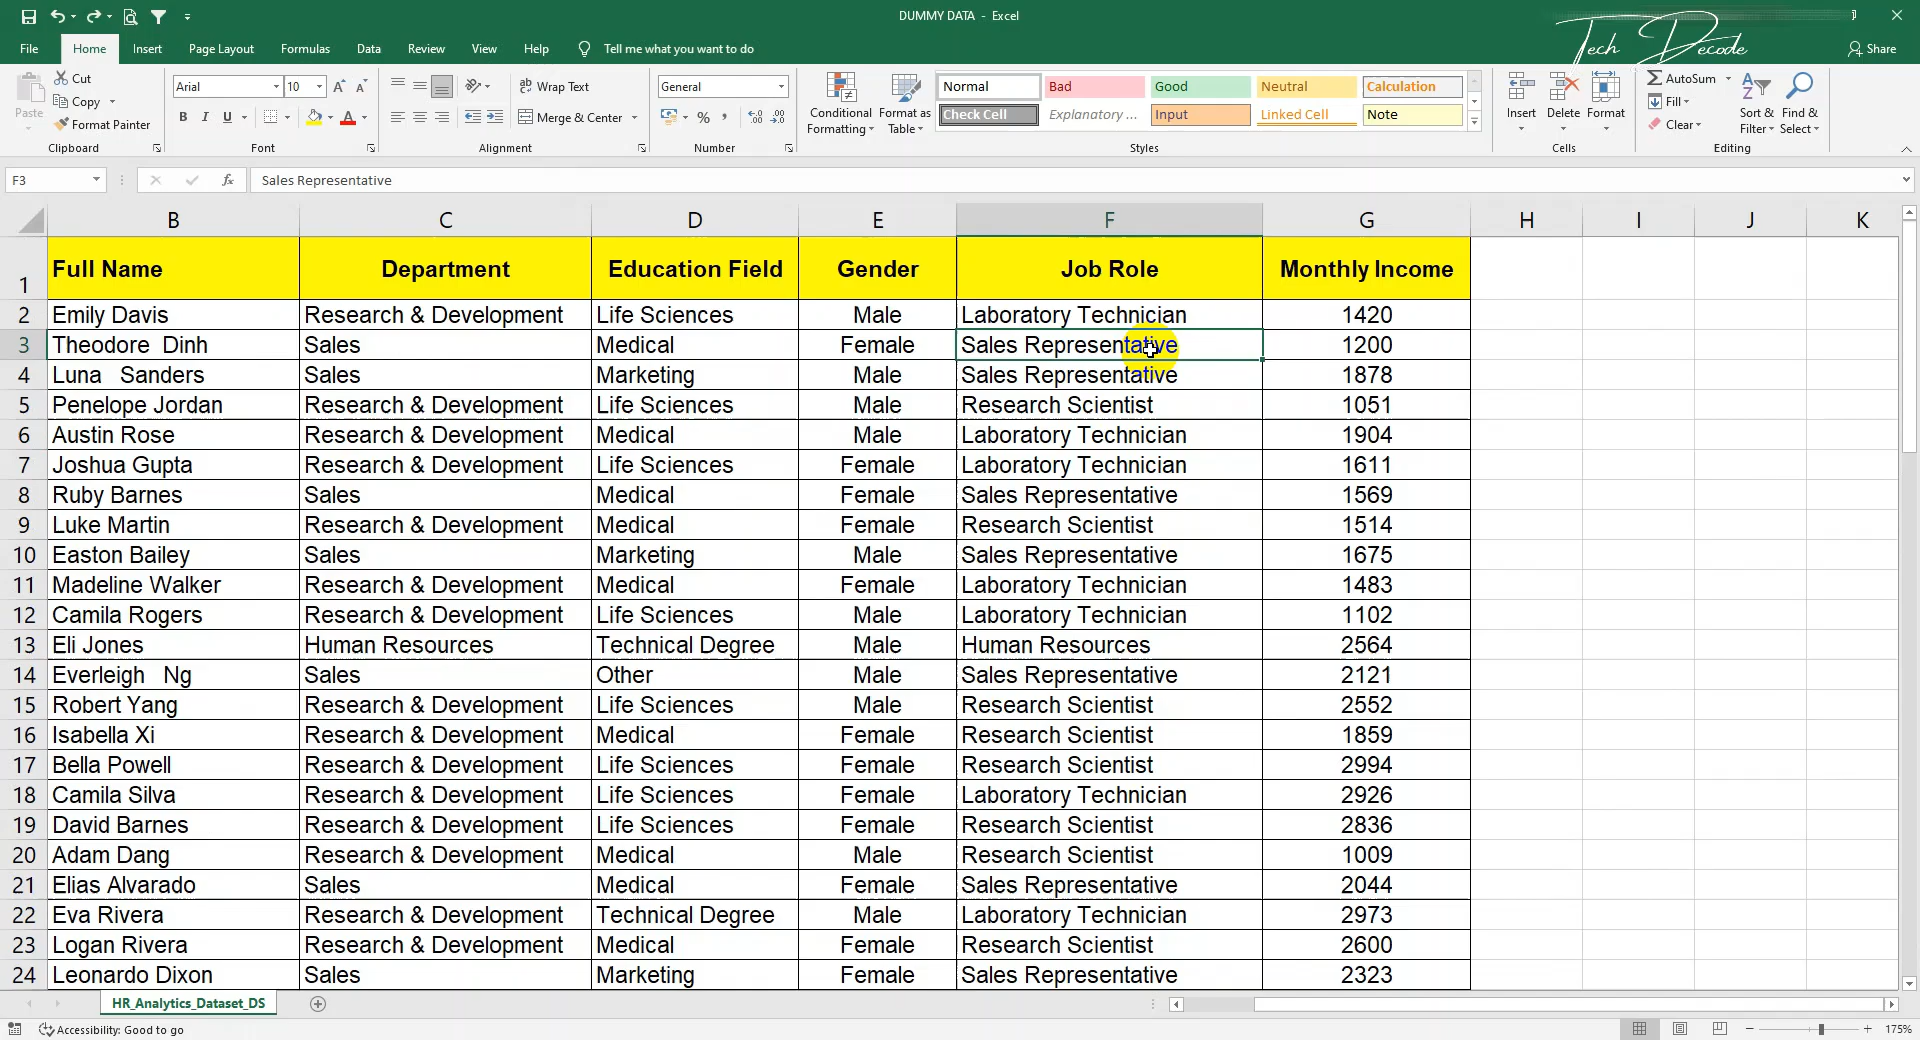 DUMMY DATA - Excel
Tech Decode
File Home Insert Page Layout Formulas Data Review View Help Tell me what you want to do Share
Cut
Copy
Format Painter
Paste
Clipboard
Arial 10
B I U
Font
Wrap Text
Merge & Center
Alignment
General
% ,
Number
Conditional Formatting
Format as Table
Normal Bad Good Neutral Calculation
Check Cell Explanatory ... Input Linked Cell Note
Styles
Insert Delete Format
Cells
AutoSum
Fill
Clear
Sort & Filter
Find & Select
Editing
F3 fx Sales Representative
B C D E F G H I J K
1 Full Name Department Education Field Gender Job Role Monthly Income
2 Emily Davis Research & Development Life Sciences Male Laboratory Technician 1420
3 Theodore Dinh Sales Medical Female Sales Representative 1200
4 Luna Sanders Sales Marketing Male Sales Representative 1878
5 Penelope Jordan Research & Development Life Sciences Male Research Scientist 1051
6 Austin Rose Research & Development Medical Male Laboratory Technician 1904
7 Joshua Gupta Research & Development Life Sciences Female Laboratory Technician 1611
8 Ruby Barnes Sales Medical Female Sales Representative 1569
9 Luke Martin Research & Development Medical Female Research Scientist 1514
10 Easton Bailey Sales Marketing Male Sales Representative 1675
11 Madeline Walker Research & Development Medical Female Laboratory Technician 1483
12 Camila Rogers Research & Development Life Sciences Male Laboratory Technician 1102
13 Eli Jones Human Resources Technical Degree Male Human Resources 2564
14 Everleigh Ng Sales Other Male Sales Representative 2121
15 Robert Yang Research & Development Life Sciences Male Research Scientist 2552
16 Isabella Xi Research & Development Medical Female Research Scientist 1859
17 Bella Powell Research & Development Life Sciences Female Research Scientist 2994
18 Camila Silva Research & Development Life Sciences Female Laboratory Technician 2926
19 David Barnes Research & Development Life Sciences Female Research Scientist 2836
20 Adam Dang Research & Development Medical Male Research Scientist 1009
21 Elias Alvarado Sales Medical Female Sales Representative 2044
22 Eva Rivera Research & Development Technical Degree Male Laboratory Technician 2973
23 Logan Rivera Research & Development Medical Female Research Scientist 2600
24 Leonardo Dixon Sales Marketing Female Sales Representative 2323
HR_Analytics_Dataset_DS
Accessibility: Good to go 175%